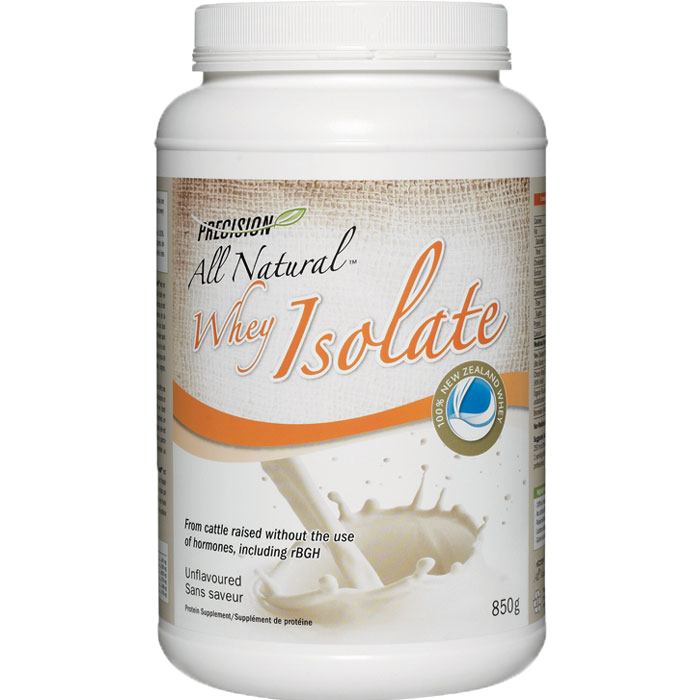 PRECISION
All Natural™
Whey Isolate
100% NEW ZEALAND WHEY
From cattle raised without the use
of hormones, including rBGH
Unflavoured
Sans saveur
850g
Protein Supplement/Supplément de protéine